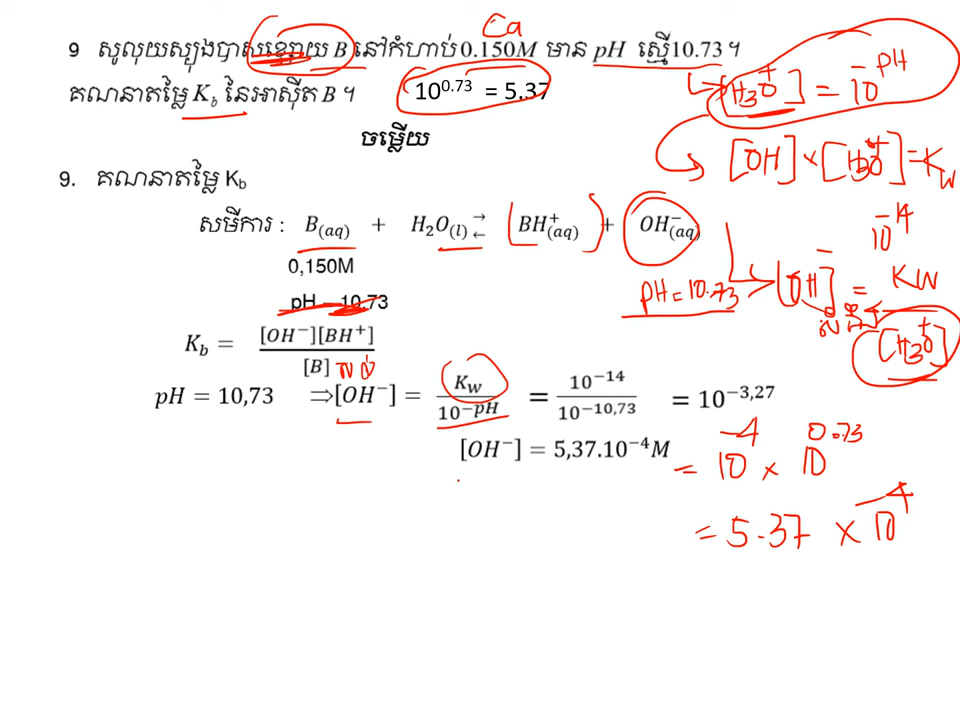 9 សូលុយស្យុងបាសខ្សោយ B នៅកំហាប់ 0.150M មាន pH ស្មើ 10.73 ។
Ca
គណនាតម្លៃ K_b នៃអាស៊ីត B ។
10^0.73 = 5.37
[H3O+] = 10^-pH
ចម្លើយ
[OH] × [H3O+] = Kw
9. គណនាតម្លៃ K_b
10^-14
សមីការ : B(aq) + H2O(l) ⇄ BH+(aq) + OH-(aq)
0,150M
pH = 10.73
pH = 10.73
[OH-] = Kw / [H3O+]
K_b = [OH-][BH+] / [B]
pH = 10,73 ⇒ [OH-] = K_w / 10^-pH = 10^-14 / 10^-10,73 = 10^-3,27
[OH-] = 5,37.10^-4 M
= 10^-4 × 10^0.73
= 5.37 × 10^-4